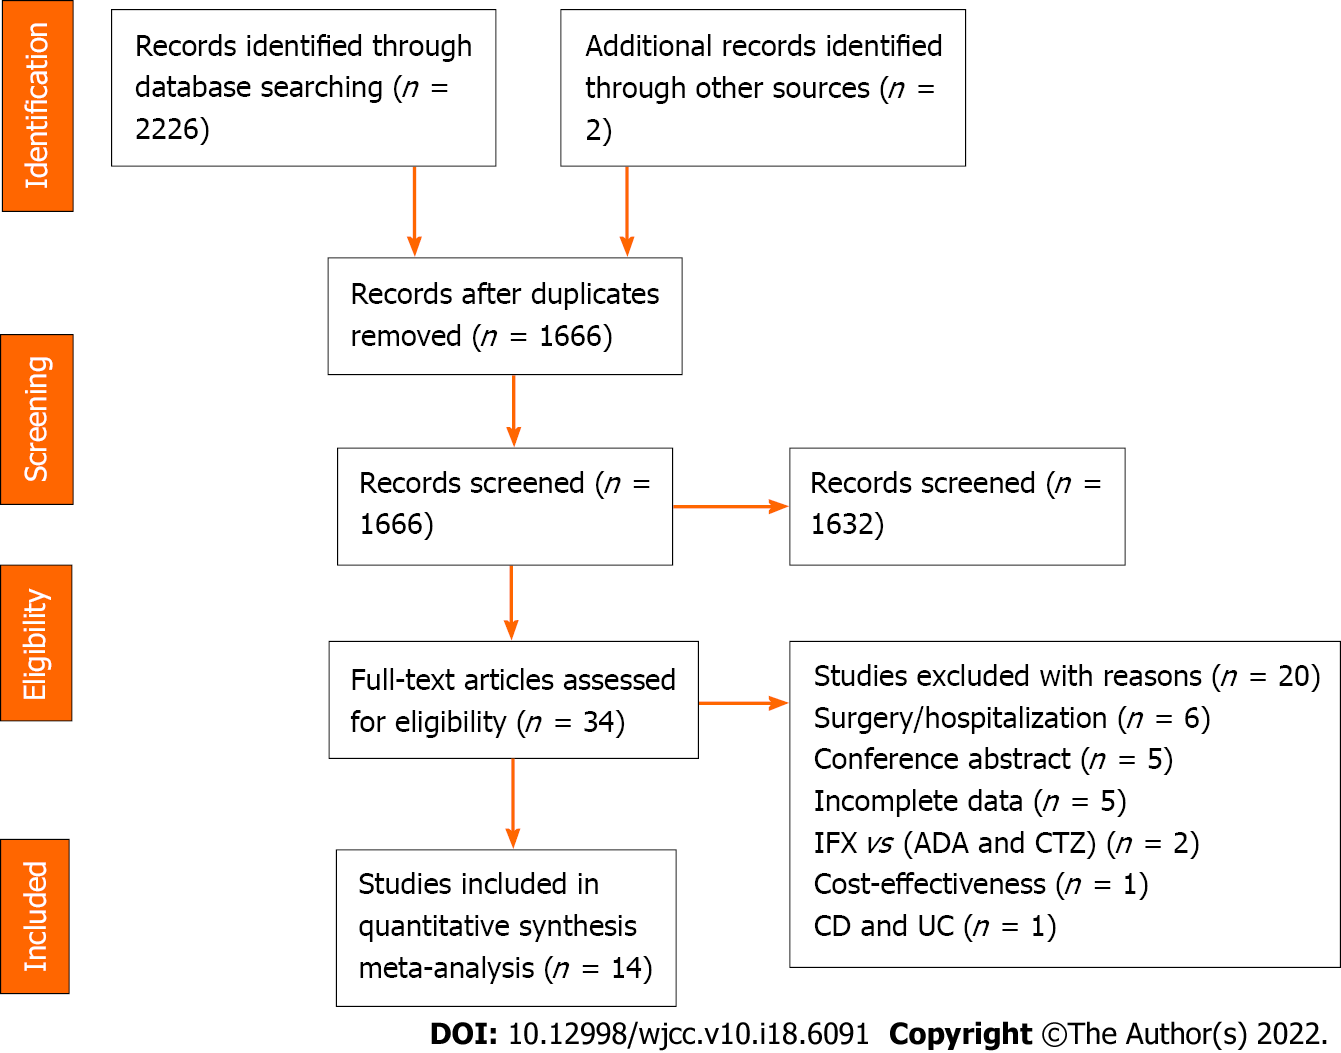 Identification
Records identified through
database searching (n =
2226)
Additional records identified
through other sources (n =
2)
Records after duplicates
removed (n = 1666)
Screening
Records screened (n =
1666)
Records screened (n =
1632)
Eligibility
Full-text articles assessed
for eligibility (n = 34)
Studies excluded with reasons (n = 20)
Surgery/hospitalization (n = 6)
Conference abstract (n = 5)
Incomplete data (n = 5)
IFX vs (ADA and CTZ) (n = 2)
Cost-effectiveness (n = 1)
CD and UC (n = 1)
Included
Studies included in
quantitative synthesis
meta-analysis (n = 14)
DOI: 10.12998/wjcc.v10.i18.6091 Copyright ©The Author(s) 2022.